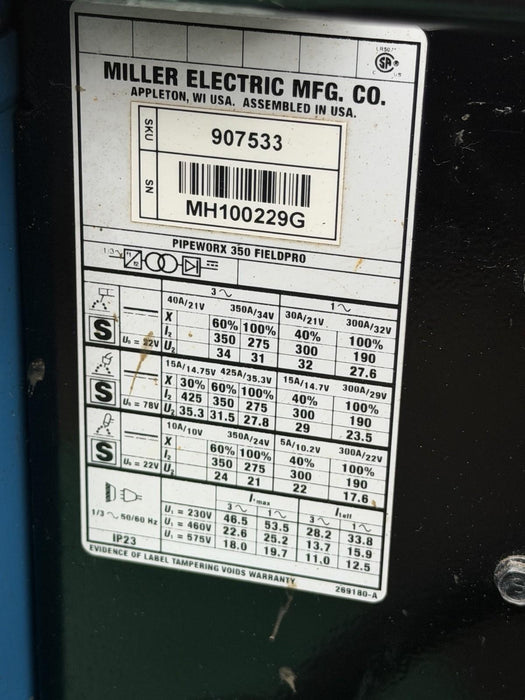 LR507
SP®
C US
MILLER ELECTRIC MFG. CO.
APPLETON, WI USA. ASSEMBLED IN USA.
SKU 907533
SN MH100229G
PIPEWORX 350 FIELDPRO
3~ 1~
40A/21V 350A/34V 30A/21V 300A/32V
X 60% 100% 40% 100%
S I₂ 350 275 300 190
U₀ = 22V U₂ 34 31 32 27.6
15A/14.75V 425A/35.3V 15A/14.7V 300A/29V
X 30% 60% 100% 40% 100%
S I₂ 425 350 275 300 190
U₀ = 78V U₂ 35.3 31.5 27.8 29 23.5
10A/10V 350A/24V 5A/10.2V 300A/22V
X 60% 100% 40% 100%
S I₂ 350 275 300 190
U₀ = 22V U₂ 24 21 22 17.6
I₁max I₁eff
3~ 1~ 3~ 1~
1/3~ 50/60 Hz U₁ = 230V 46.5 53.5 28.2 33.8
U₁ = 460V 22.6 25.2 13.7 15.9
U₁ = 575V 18.0 19.7 11.0 12.5
IP23
EVIDENCE OF LABEL TAMPERING VOIDS WARRANTY
269180-A